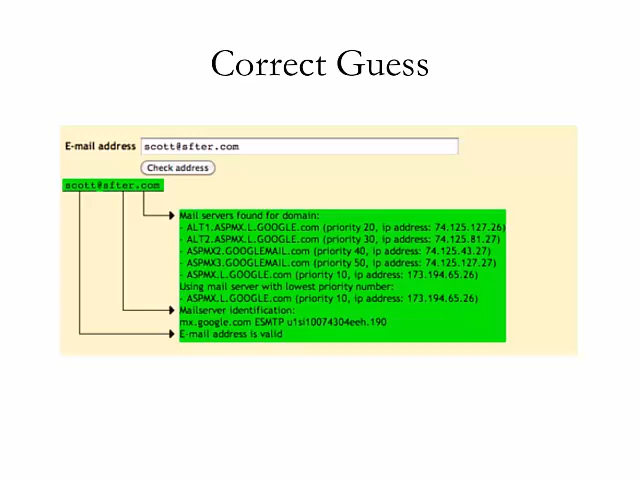 Correct Guess
E-mail address scott@sfter.com
Check address
scott@sfter.com
Mail servers found for domain:
- ALT1.ASPMX.L.GOOGLE.com (priority 20, ip address: 74.125.127.26)
- ALT2.ASPMX.L.GOOGLE.com (priority 30, ip address: 74.125.81.27)
- ASPMX2.GOOGLEMAIL.com (priority 40, ip address: 74.125.43.27)
- ASPMX3.GOOGLEMAIL.com (priority 50, ip address: 74.125.127.27)
- ASPMX.L.GOOGLE.com (priority 10, ip address: 173.194.65.26)
Using mail server with lowest priority number:
- ASPMX.L.GOOGLE.com (priority 10, ip address: 173.194.65.26)
Mailserver identification:
mx.google.com ESMTP u1si10074304eeh.190
E-mail address is valid